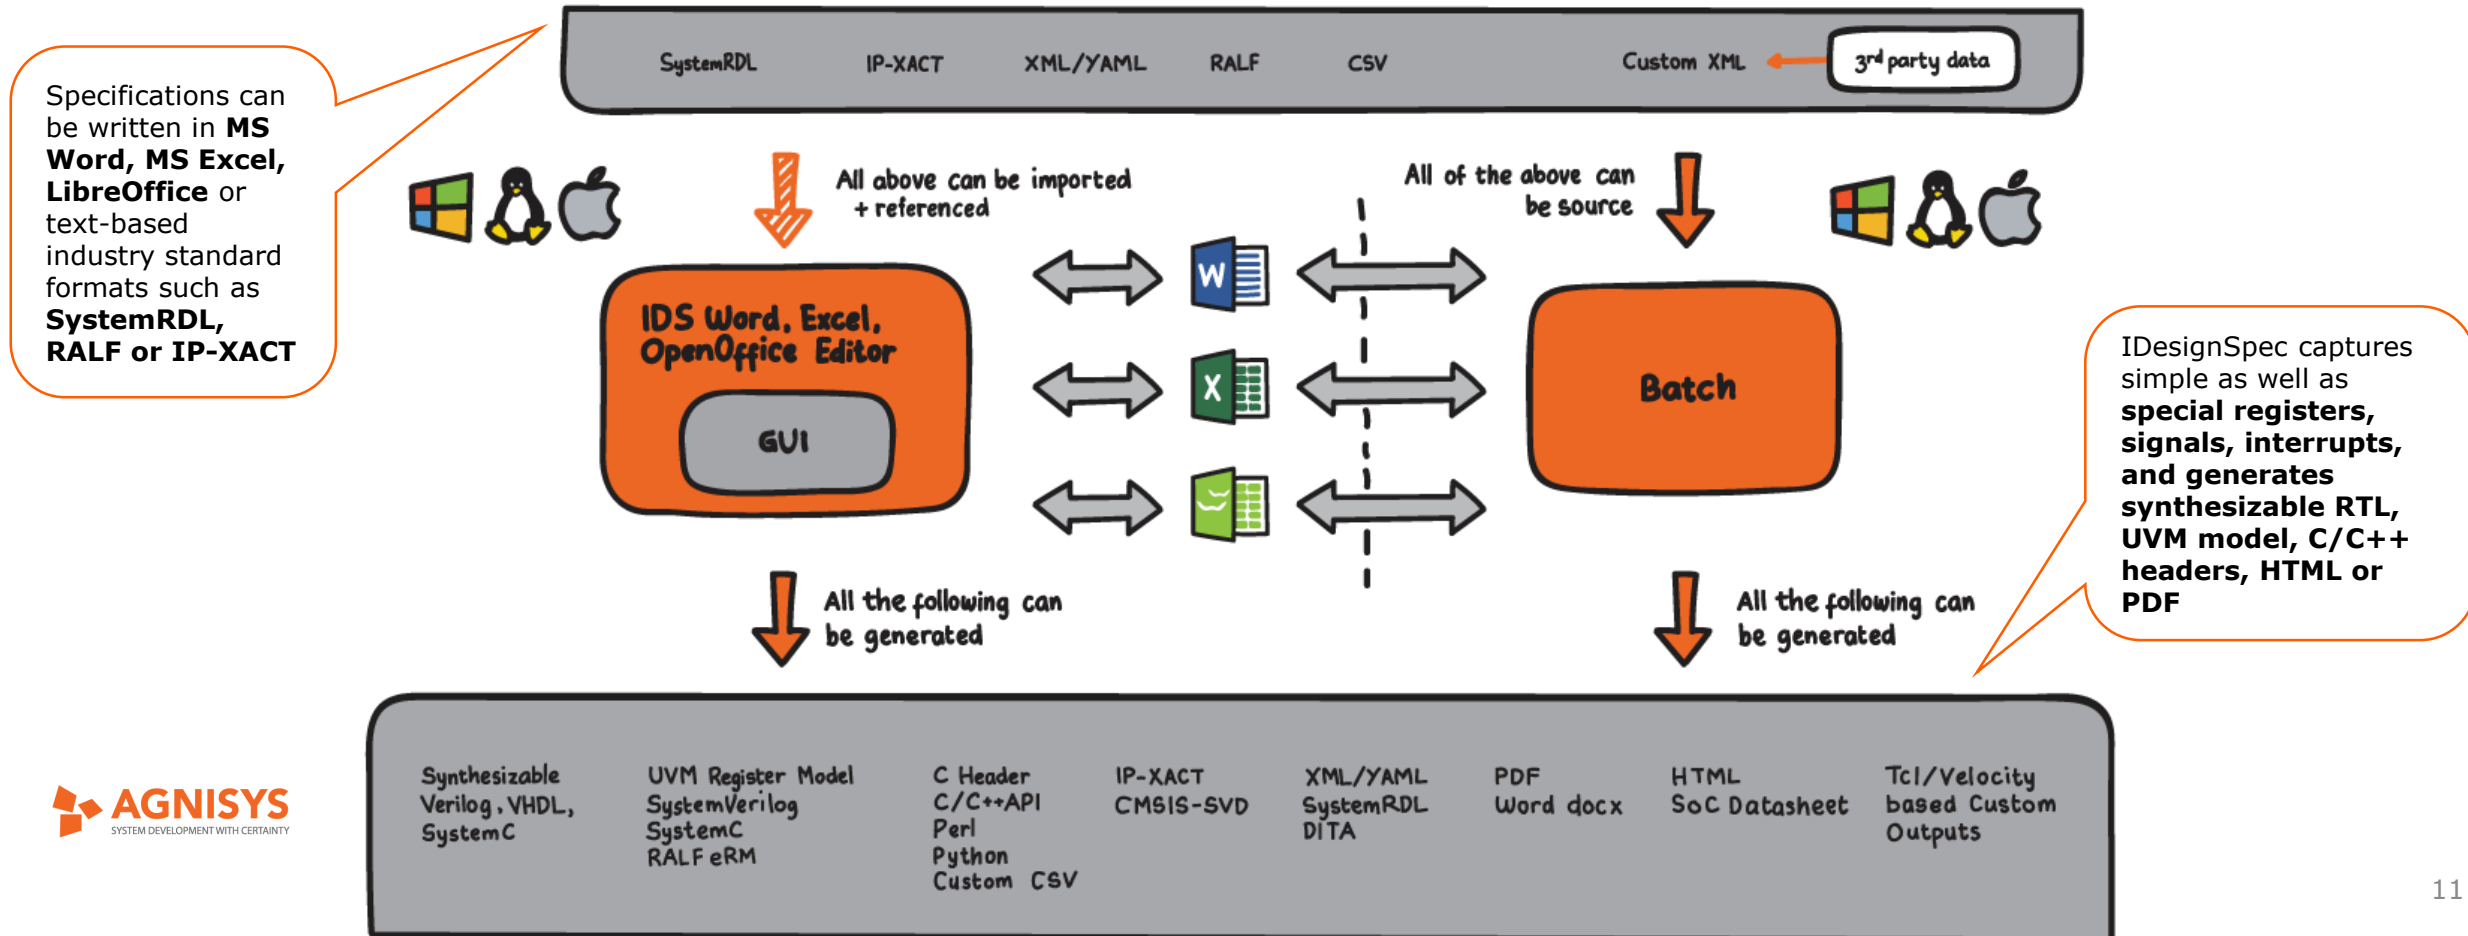 SystemRDL
IP-XACT
XML/YAML
RALF
CSV
Custom XML
3rd party data
Specifications can
be written in MS
Word, MS Excel,
LibreOffice or
text-based
industry standard
formats such as
SystemRDL,
RALF or IP-XACT
All above can be imported
+ referenced
All of the above can
be source
IDS Word, Excel,
OpenOffice Editor
GUI
W
X
Batch
IDesignSpec captures
simple as well as
special registers,
signals, interrupts,
and generates
synthesizable RTL,
UVM model, C/C++
headers, HTML or
PDF
All the following can
be generated
All the following can
be generated
Synthesizable
Verilog, VHDL,
SystemC
UVM Register Model
SystemVerilog
SystemC
RALF eRM
C Header
C/C++API
Perl
Python
Custom CSV
IP-XACT
CMSIS-SVD
XML/YAML
SystemRDL
DITA
PDF
Word docx
HTML
SoC Datasheet
Tcl/Velocity
based Custom
Outputs
AGNISYS
SYSTEM DEVELOPMENT WITH CERTAINTY
11